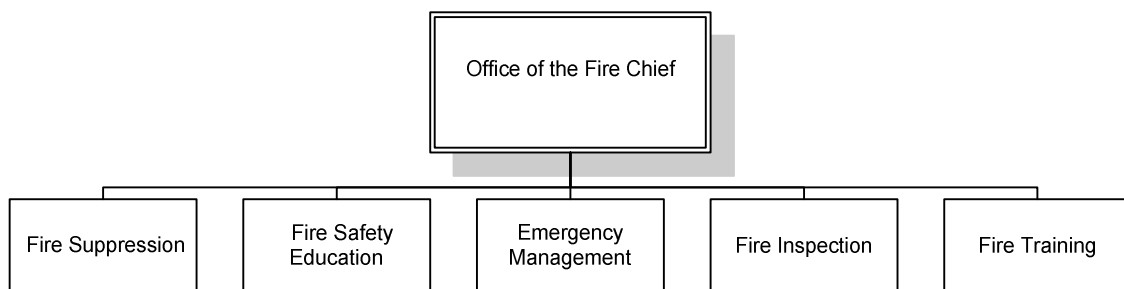 Office of the Fire Chief
Fire Suppression
Fire Safety
Education
Emergency
Management
Fire Inspection
Fire Training